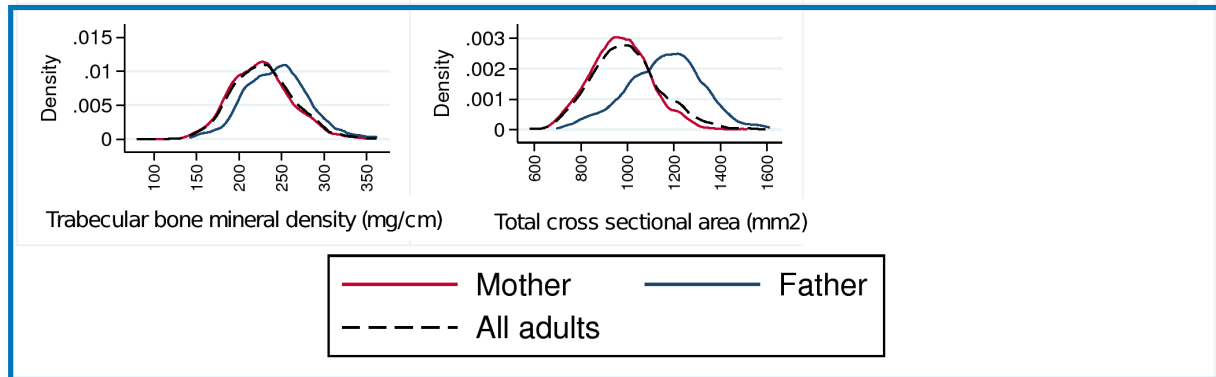 Density
.015
.01
.005
0
100 150 200 250 300 350
Trabecular bone mineral density (mg/cm)
Density
.003
.002
.001
0
600 800 1000 1200 1400 1600
Total cross sectional area (mm2)
Mother Father
All adults